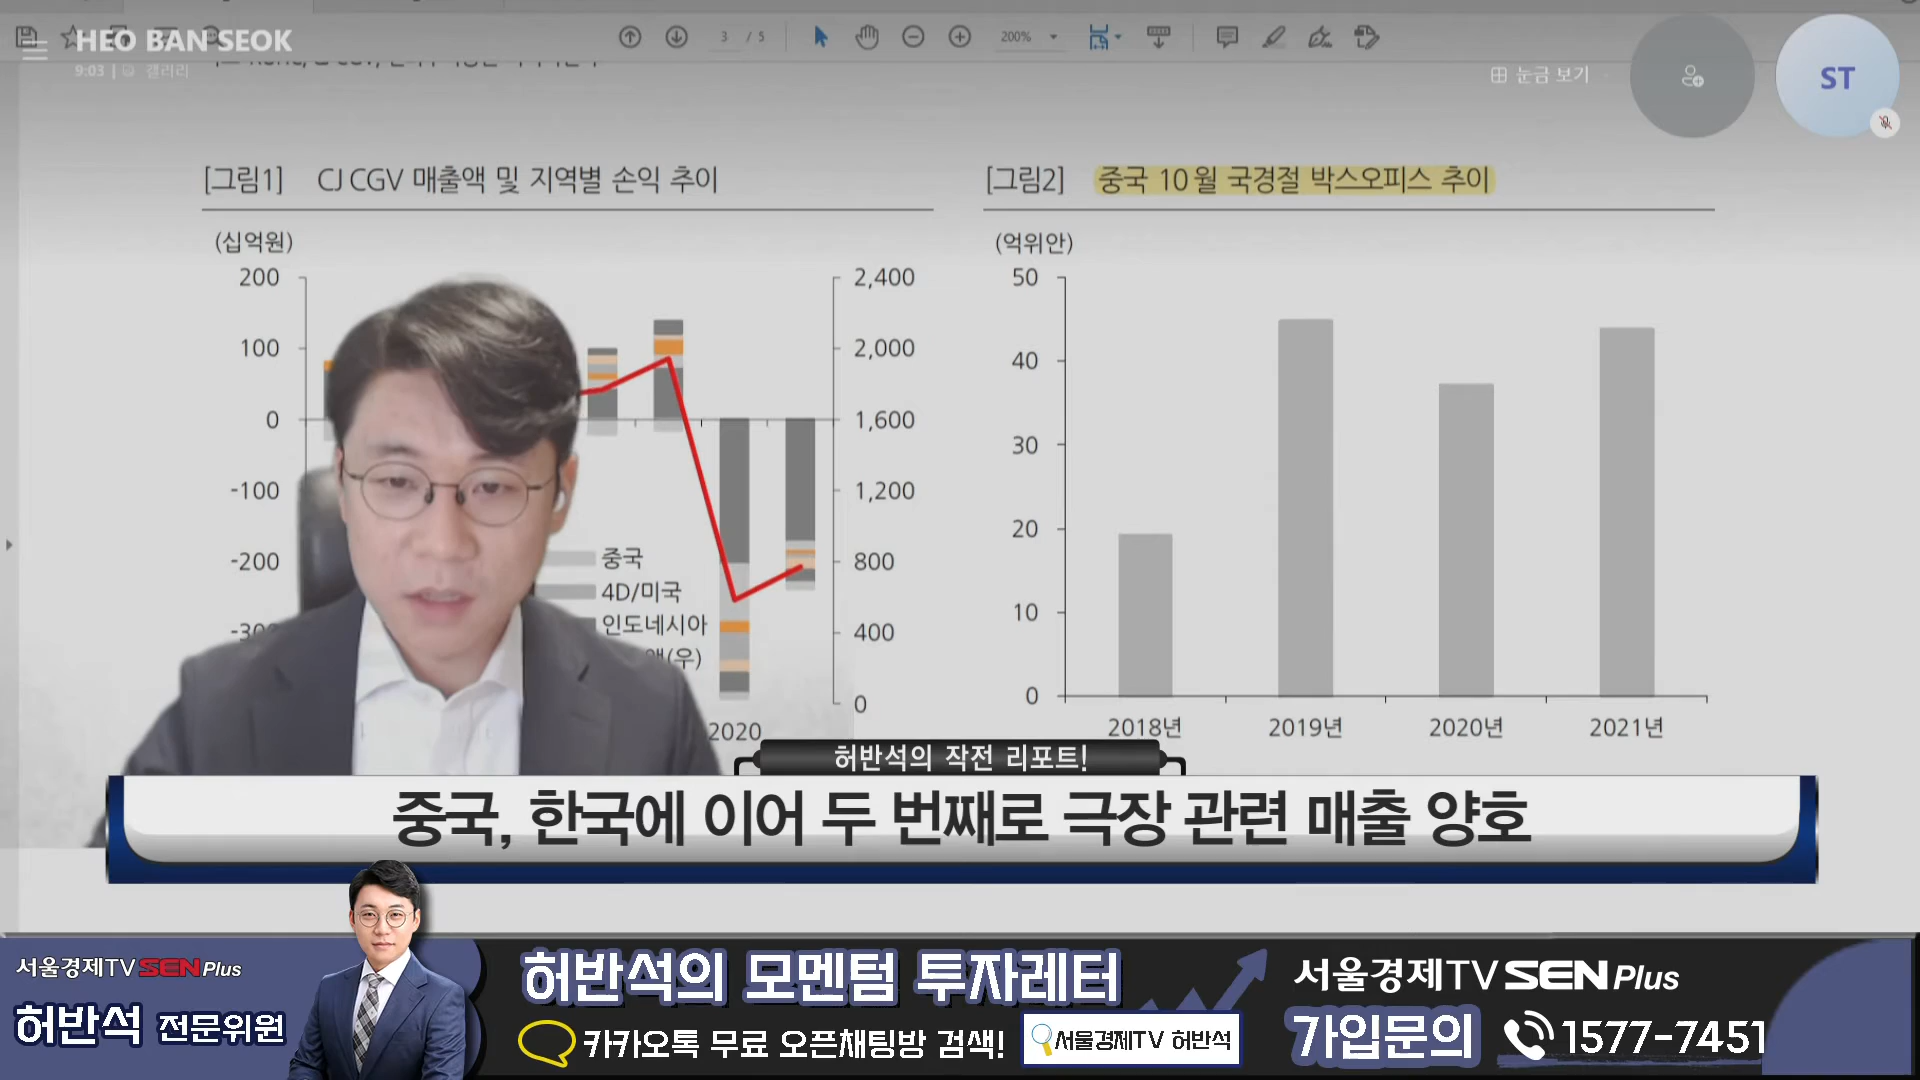 HEO BAN SEOK
3 / 5
200%
9:03 | 갤러리
눈금 보기
ST
[그림1] CJ CGV 매출액 및 지역별 손익 추이
(십억원)
200
100
0
-100
-200
2,400
2,000
1,600
1,200
800
400
0
중국
4D/미국
인도네시아
(우)
2020
[그림2] 중국 10월 국경절 박스오피스 추이
(억위안)
50
40
30
20
10
0
2018년 2019년 2020년 2021년
허반석의 작전 리포트!
중국, 한국에 이어 두 번째로 극장 관련 매출 양호
서울경제TV SEN Plus
허반석 전문위원
허반석의 모멘텀 투자레터
카카오톡 무료 오픈채팅방 검색!
서울경제TV 허반석
서울경제TV SEN Plus
가입문의 1577-7451